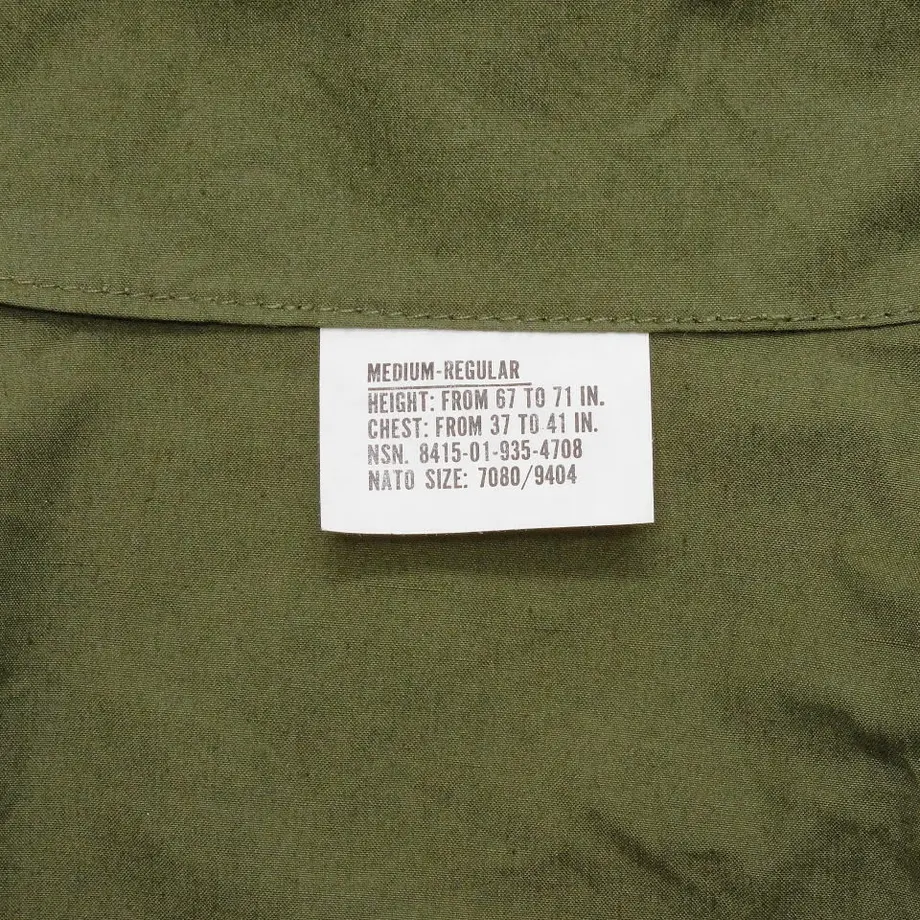 MEDIUM-REGULAR
HEIGHT: FROM 67 TO 71 IN.
CHEST: FROM 37 TO 41 IN.
NSN. 8415-01-935-4708
NATO SIZE: 7080/9404